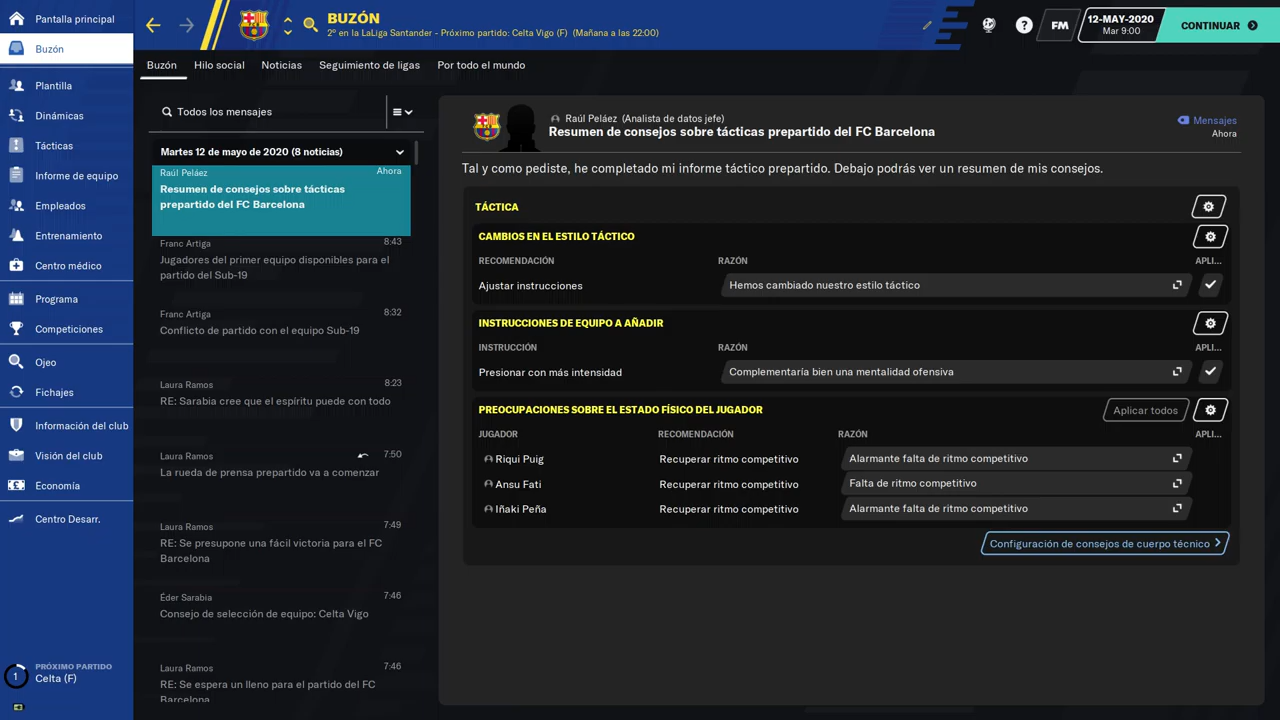 Pantalla principal
Buzón
Plantilla
Dinámicas
Tácticas
Informe de equipo
Empleados
Entrenamiento
Centro médico
Programa
Competiciones
Ojeo
Fichajes
Información del club
Visión del club
Economía
Centro Desarr.
PRÓXIMO PARTIDO
1
Celta (F)
BUZÓN
2º en la LaLiga Santander - Próximo partido: Celta Vigo (F) (Mañana a las 22:00)
?
FM
12-MAY-2020
Mar 9:00
CONTINUAR
Buzón
Hilo social
Noticias
Seguimiento de ligas
Por todo el mundo
Todos los mensajes
Martes 12 de mayo de 2020 (8 noticias)
Raúl Peláez
Ahora
Resumen de consejos sobre tácticas
prepartido del FC Barcelona
Franc Artiga
8:43
Jugadores del primer equipo disponibles para el
partido del Sub-19
Franc Artiga
8:32
Conflicto de partido con el equipo Sub-19
Laura Ramos
8:23
RE: Sarabia cree que el espíritu puede con todo
Laura Ramos
7:50
La rueda de prensa prepartido va a comenzar
Laura Ramos
7:49
RE: Se presupone una fácil victoria para el FC
Barcelona
Éder Sarabia
7:46
Consejo de selección de equipo: Celta Vigo
Laura Ramos
7:46
RE: Se espera un lleno para el partido del FC
Barcelona
Raúl Peláez (Analista de datos jefe)
Resumen de consejos sobre tácticas prepartido del FC Barcelona
Mensajes
Ahora
Tal y como pediste, he completado mi informe táctico prepartido. Debajo podrás ver un resumen de mis consejos.
TÁCTICA
CAMBIOS EN EL ESTILO TÁCTICO
RECOMENDACIÓN
RAZÓN
APLI...
Ajustar instrucciones
Hemos cambiado nuestro estilo táctico
INSTRUCCIONES DE EQUIPO A AÑADIR
INSTRUCCIÓN
RAZÓN
APLI...
Presionar con más intensidad
Complementaría bien una mentalidad ofensiva
PREOCUPACIONES SOBRE EL ESTADO FÍSICO DEL JUGADOR
Aplicar todos
JUGADOR
RECOMENDACIÓN
RAZÓN
APLI...
Riqui Puig
Recuperar ritmo competitivo
Alarmante falta de ritmo competitivo
Ansu Fati
Recuperar ritmo competitivo
Falta de ritmo competitivo
Iñaki Peña
Recuperar ritmo competitivo
Alarmante falta de ritmo competitivo
Configuración de consejos de cuerpo técnico